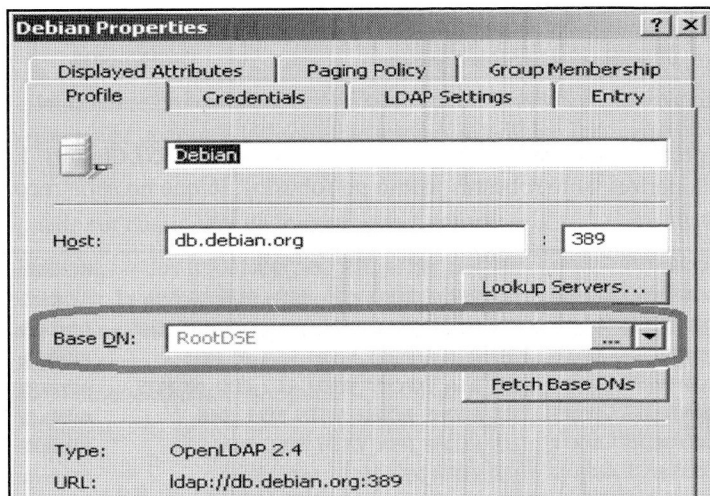 Debian Properties ? ×
Displayed Attributes Paging Policy Group Membership
Profile Credentials LDAP Settings Entry
Debian
Host: db.debian.org : 389
Lookup Servers...
Base DN: RootDSE ...
Fetch Base DNs
Type: OpenLDAP 2.4
URL: ldap://db.debian.org:389